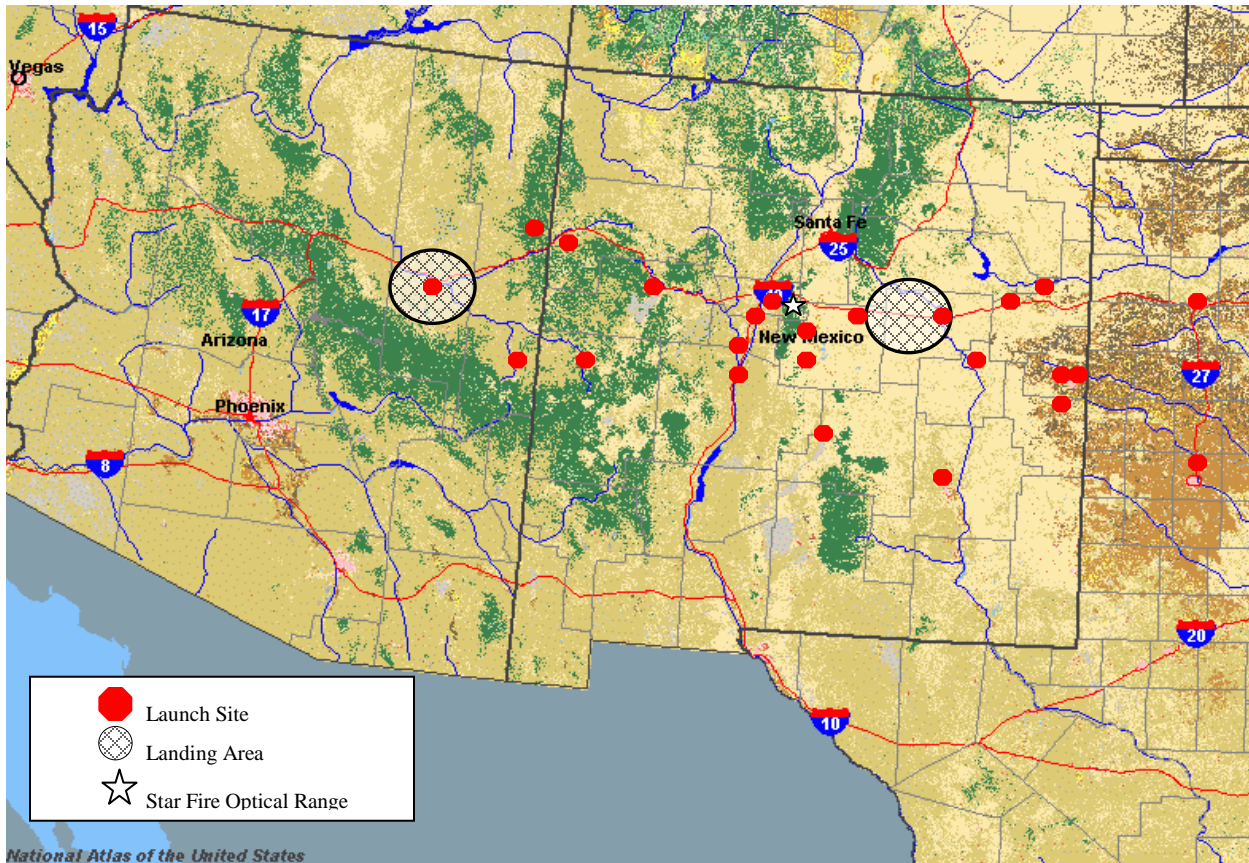 15
Vegas
Santa Fe
25
40
17
New Mexico
Arizona
27
Phoenix
8
20
10
Launch Site
Landing Area
Star Fire Optical Range
National Atlas of the United States